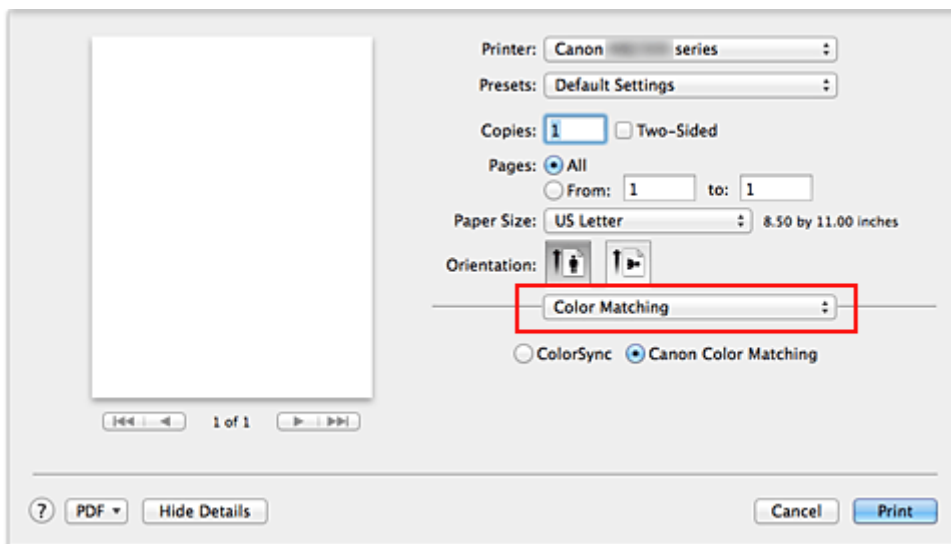 Printer: Canon series
Presets: Default Settings
Copies: 1 Two-Sided
Pages: All
From: 1 to: 1
Paper Size: US Letter 8.50 by 11.00 inches
Orientation:
Color Matching
ColorSync Canon Color Matching
1 of 1
? PDF Hide Details Cancel Print